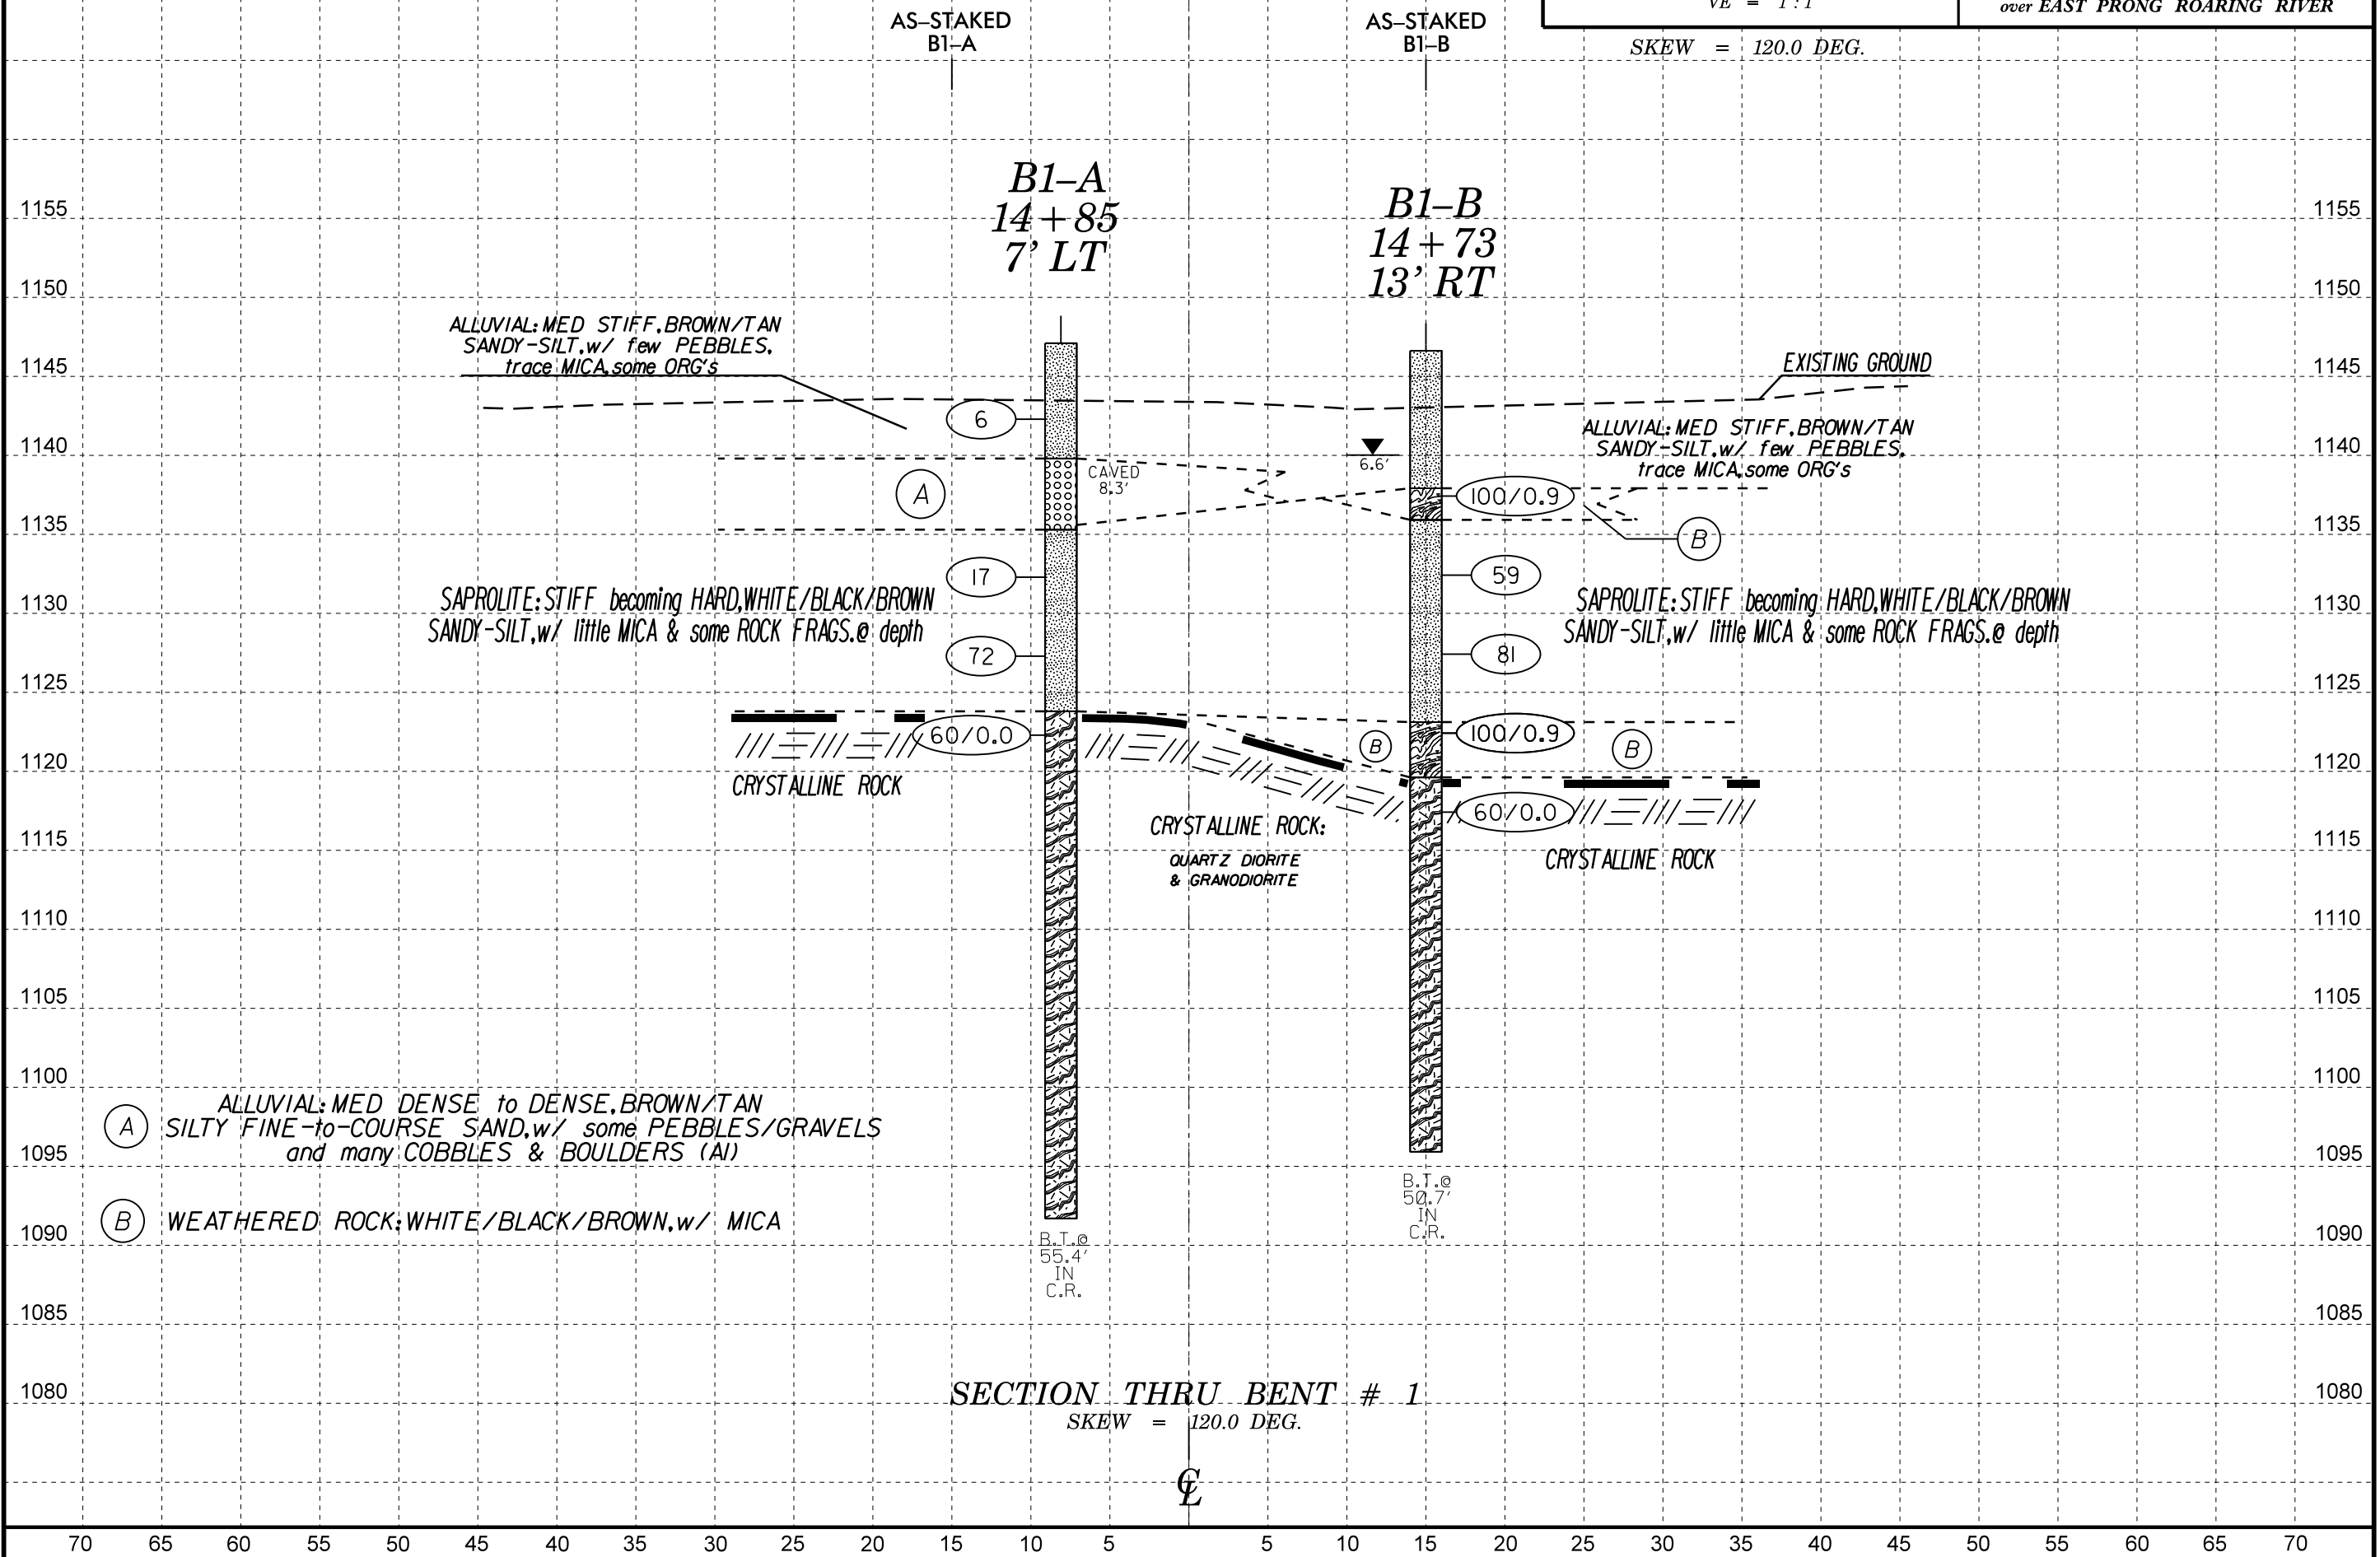 VE = 1 : 1
over EAST PRONG ROARING RIVER
SKEW = 120.0 DEG.
AS–STAKED
B1–A
AS–STAKED
B1–B
B1–A
14+85
7' LT
B1–B
14+73
13' RT
1155
1155
1150
1150
1145
1145
1140
1140
1135
1135
1130
1130
1125
1125
1120
1120
1115
1115
1110
1110
1105
1105
1100
1100
1095
1095
1090
1090
1085
1085
1080
1080
ALLUVIAL: MED STIFF, BROWN/TAN
SANDY-SILT, w/ few PEBBLES,
trace MICA, some ORG's
EXISTING GROUND
ALLUVIAL: MED STIFF, BROWN/TAN
SANDY-SILT, w/ few PEBBLES,
trace MICA, some ORG's
6
A
CAVED
8.3'
6.6'
100/0.9
B
17
59
SAPROLITE: STIFF becoming HARD, WHITE/BLACK/BROWN
SANDY-SILT, w/ little MICA & some ROCK FRAGS. @ depth
SAPROLITE: STIFF becoming HARD, WHITE/BLACK/BROWN
SANDY-SILT, w/ little MICA & some ROCK FRAGS. @ depth
72
81
60/0.0
B
100/0.9
B
CRYSTALLINE ROCK
60/0.0
CRYSTALLINE ROCK:
QUARTZ DIORITE
& GRANODIORITE
CRYSTALLINE ROCK
A
ALLUVIAL: MED DENSE to DENSE, BROWN/TAN
SILTY FINE-to-COURSE SAND, w/ some PEBBLES/GRAVELS
and many COBBLES & BOULDERS (AI)
B
WEATHERED ROCK: WHITE/BLACK/BROWN, w/ MICA
B.T. @
55.4'
IN
C.R.
B.T. @
50.7'
IN
C.R.
SECTION THRU BENT # 1
SKEW = 120.0 DEG.
℄
70 65 60 55 50 45 40 35 30 25 20 15 10 5 5 10 15 20 25 30 35 40 45 50 55 60 65 70